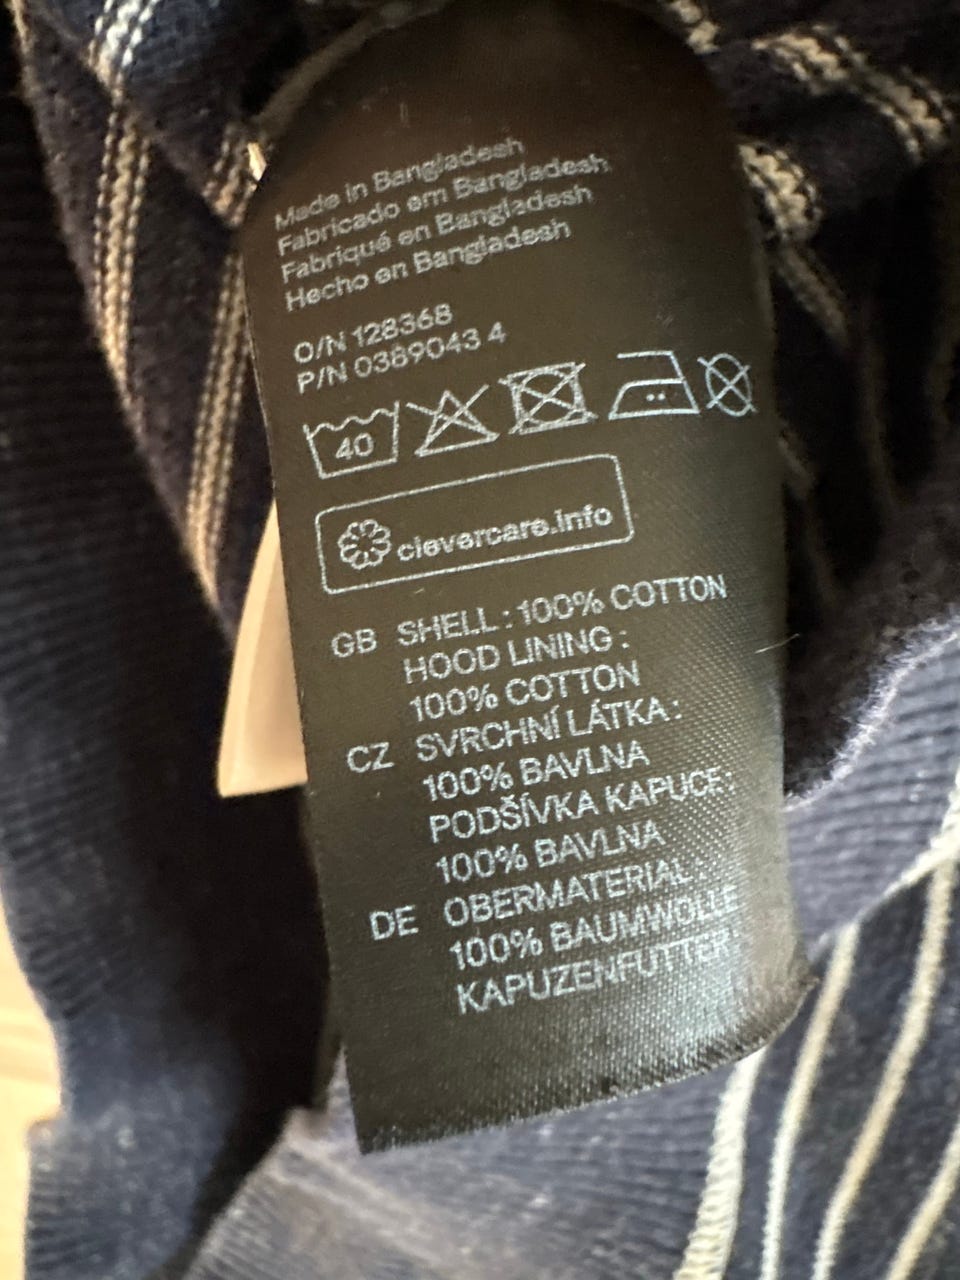 Made in Bangladesh
Fabricado em Bangladesh
Fabriqué en Bangladesh
Hecho en Bangladesh
O/N 128368
P/N 0389043 4
40
clevercare.info
GB SHELL : 100% COTTON
HOOD LINING :
100% COTTON
CZ SVRCHNÍ LÁTKA :
100% BAVLNA
PODŠÍVKA KAPUCE :
100% BAVLNA
DE OBERMATERIAL :
100% BAUMWOLLE
KAPUZENFUTTER